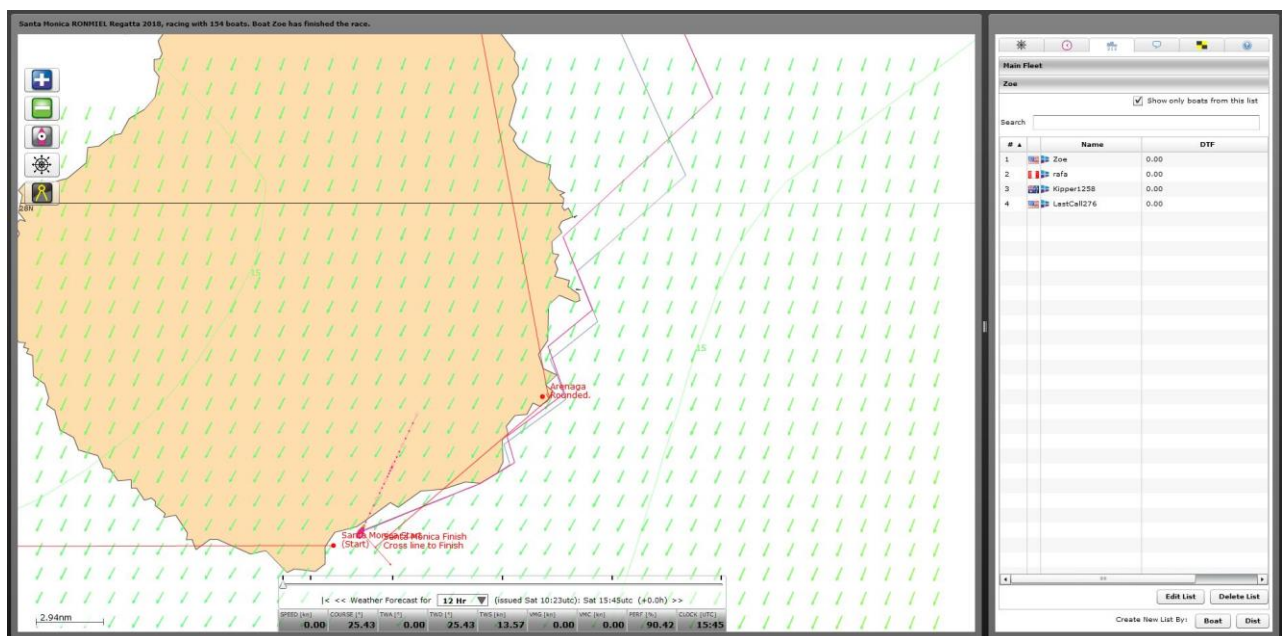 Santa Monica RONMIEL Regatta 2018, racing with 154 boats. Boat Zoe has finished the race.
28N
15
15
Arenaga
Rounded.
Santa Monica Start
(Start)
Santa Monica Finish
Cross line to Finish
|< << Weather Forecast for 12 Hr (issued Sat 10:23utc): Sat 15:45utc (+0.0h) >>
2.94nm
SPEED [kn] COURSE [°] TWA [°] TWD [°] TWS [kn] VMG [kn] VMC [kn] PERF [%] CLOCK (UTC)
0.00 25.43 0.00 25.43 13.57 0.00 0.00 90.42 15:45
Main Fleet
Zoe
Show only boats from this list
Search
# Name DTF
1 Zoe 0.00
2 rafa 0.00
3 Kipper1258 0.00
4 LastCall276 0.00
Edit List Delete List
Create New List By: Boat Dist